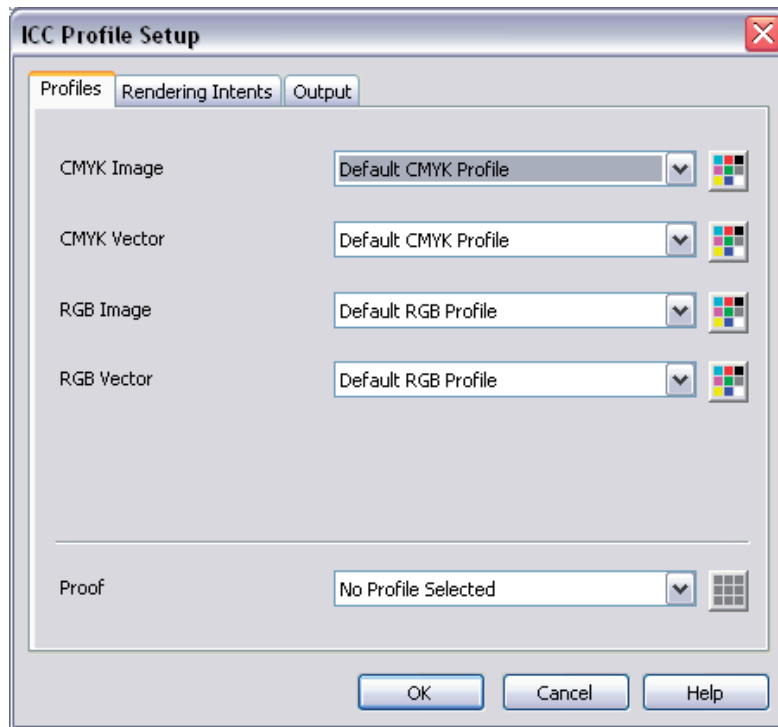 ICC Profile Setup
Profiles Rendering Intents Output
CMYK Image Default CMYK Profile
CMYK Vector Default CMYK Profile
RGB Image Default RGB Profile
RGB Vector Default RGB Profile
Proof No Profile Selected
OK Cancel Help